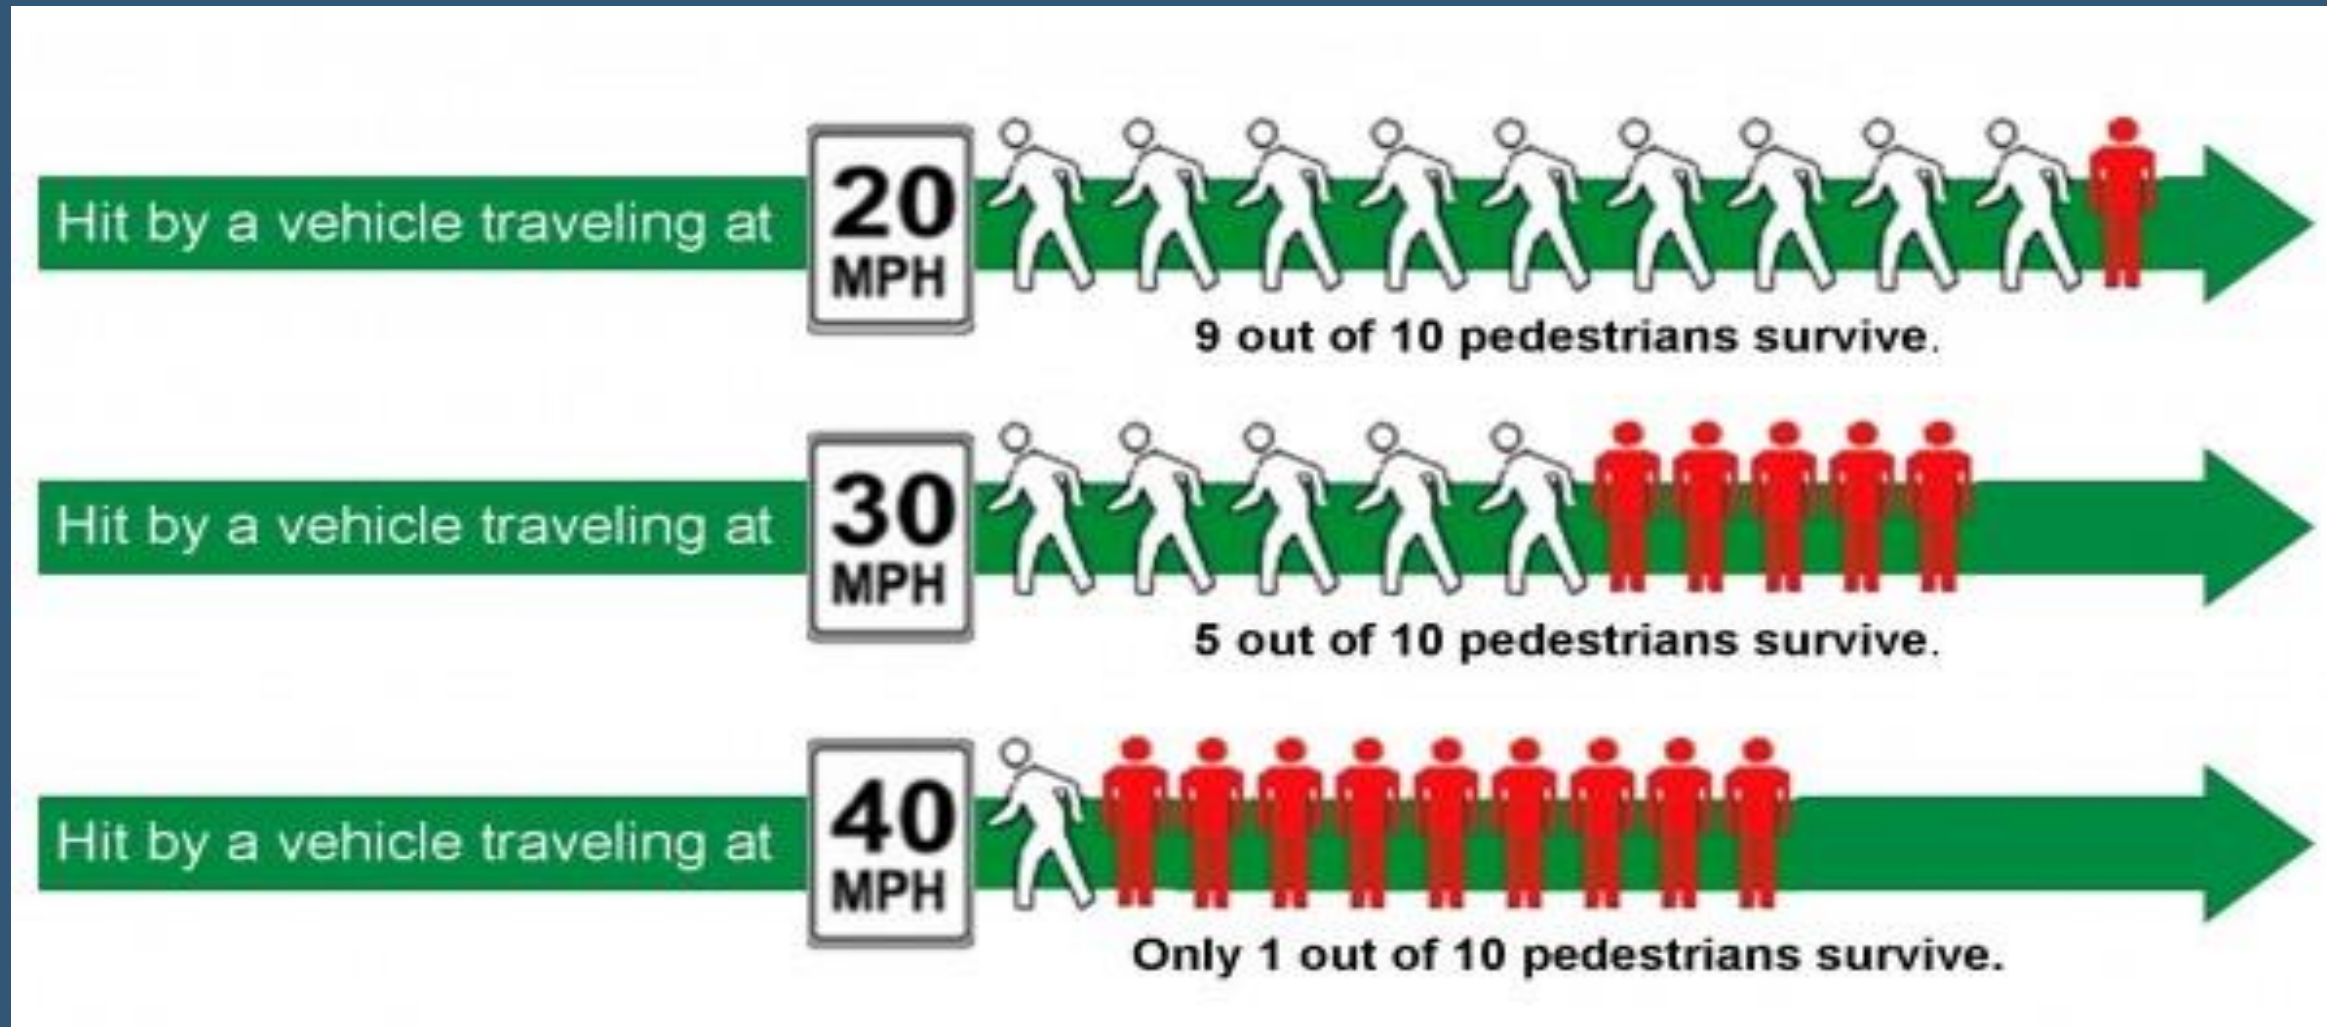 Hit by a vehicle traveling at
20
MPH
9 out of 10 pedestrians survive.
Hit by a vehicle traveling at
30
MPH
5 out of 10 pedestrians survive.
Hit by a vehicle traveling at
40
MPH
Only 1 out of 10 pedestrians survive.